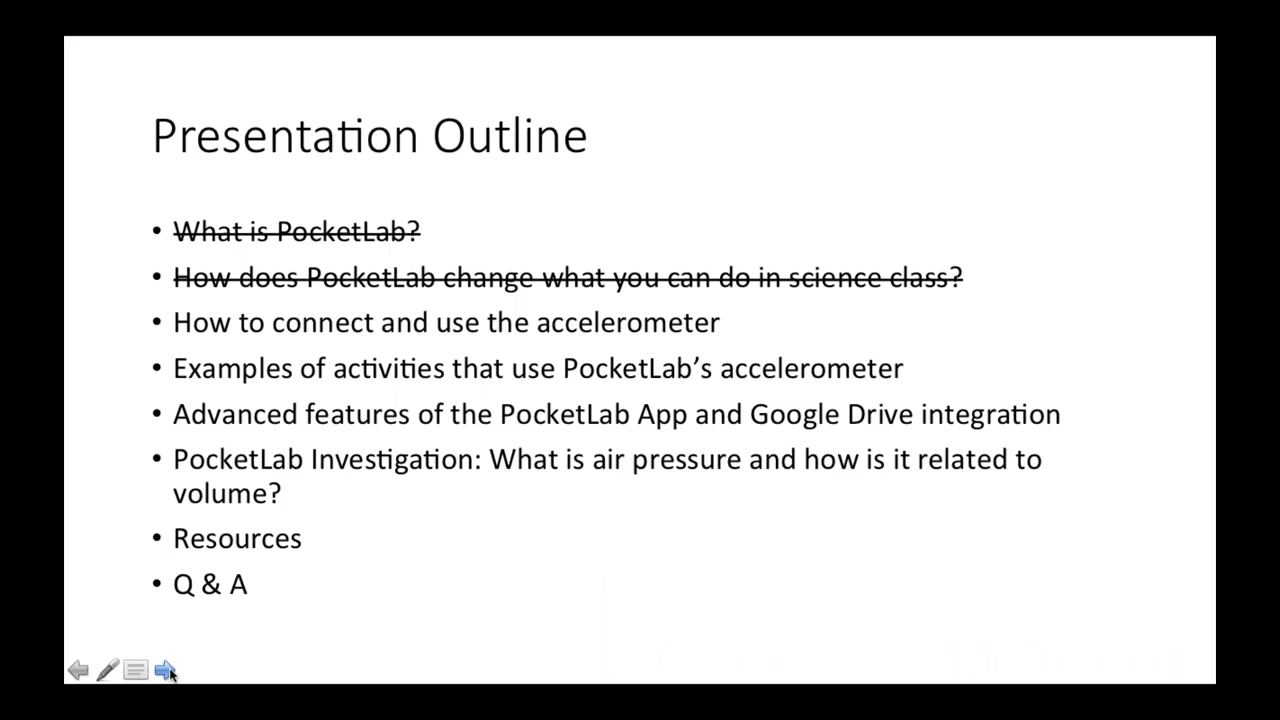 Presentation Outline
• What is PocketLab?
• How does PocketLab change what you can do in science class?
• How to connect and use the accelerometer
• Examples of activities that use PocketLab’s accelerometer
• Advanced features of the PocketLab App and Google Drive integration
• PocketLab Investigation: What is air pressure and how is it related to
volume?
• Resources
• Q & A